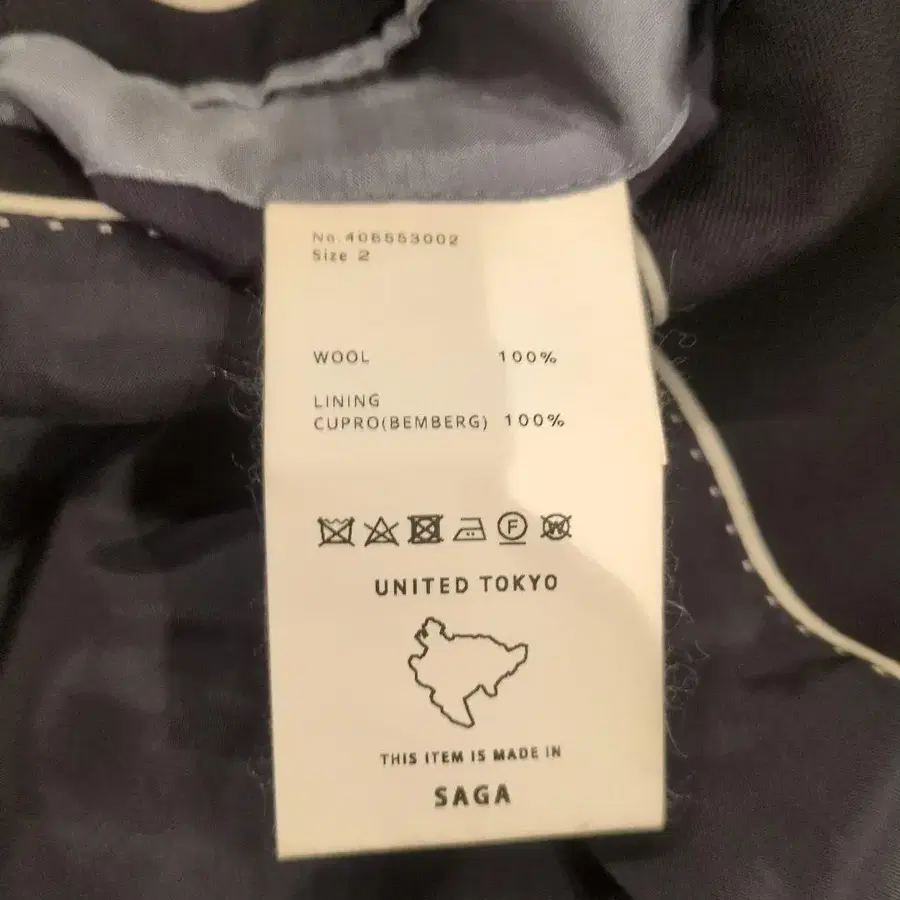 No.406553002
Size 2
WOOL 100%
LINING
CUPRO(BEMBERG) 100%
F W
UNITED TOKYO
THIS ITEM IS MADE IN
SAGA